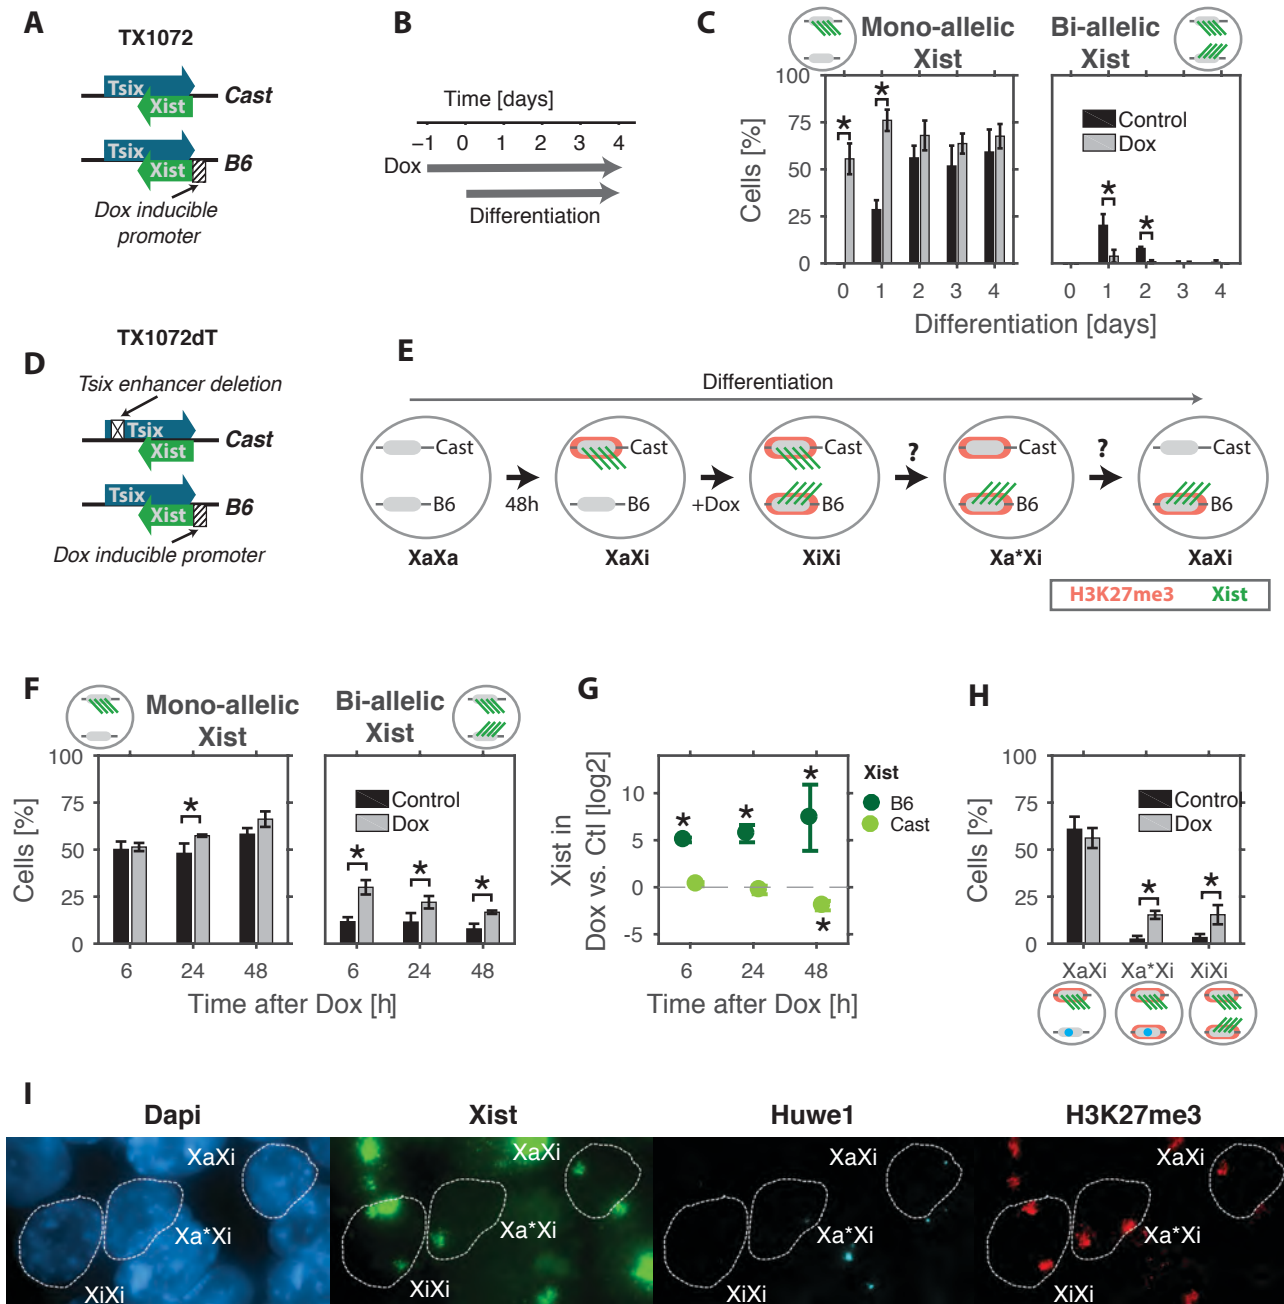 A
TX1072
Tsix
Xist
Cast
Tsix
Xist
B6
Dox inducible
promoter
B
Time [days]
−1 0 1 2 3 4
Dox
Differentiation
C
Mono-allelic
Xist
Bi-allelic
Xist
100
75
50
25
0
Cells [%]
*
*
Control
Dox
*
*
0 1 2 3 4
0 1 2 3 4
Differentiation [days]
D
TX1072dT
Tsix enhancer deletion
Tsix
Xist
Cast
Tsix
Xist
B6
Dox inducible promoter
E
Differentiation
Cast
B6
XaXa
48h
Cast
B6
XaXi
+Dox
Cast
B6
XiXi
?
Cast
B6
Xa*Xi
?
Cast
B6
XaXi
H3K27me3 Xist
F
Mono-allelic
Xist
Bi-allelic
Xist
100
75
50
25
0
Cells [%]
*
Control
Dox
*
*
*
6 24 48
6 24 48
Time after Dox [h]
G
Xist in
Dox vs. Ctl [log2]
10
5
0
-5
*
*
*
*
Xist
B6
Cast
6 24 48
Time after Dox [h]
H
100
75
50
25
0
Cells [%]
Control
Dox
*
*
XaXi Xa*Xi XiXi
I
Dapi
Xist
Huwe1
H3K27me3
XaXi
Xa*Xi
XiXi
XaXi
Xa*Xi
XiXi
XaXi
Xa*Xi
XiXi
XaXi
Xa*Xi
XiXi